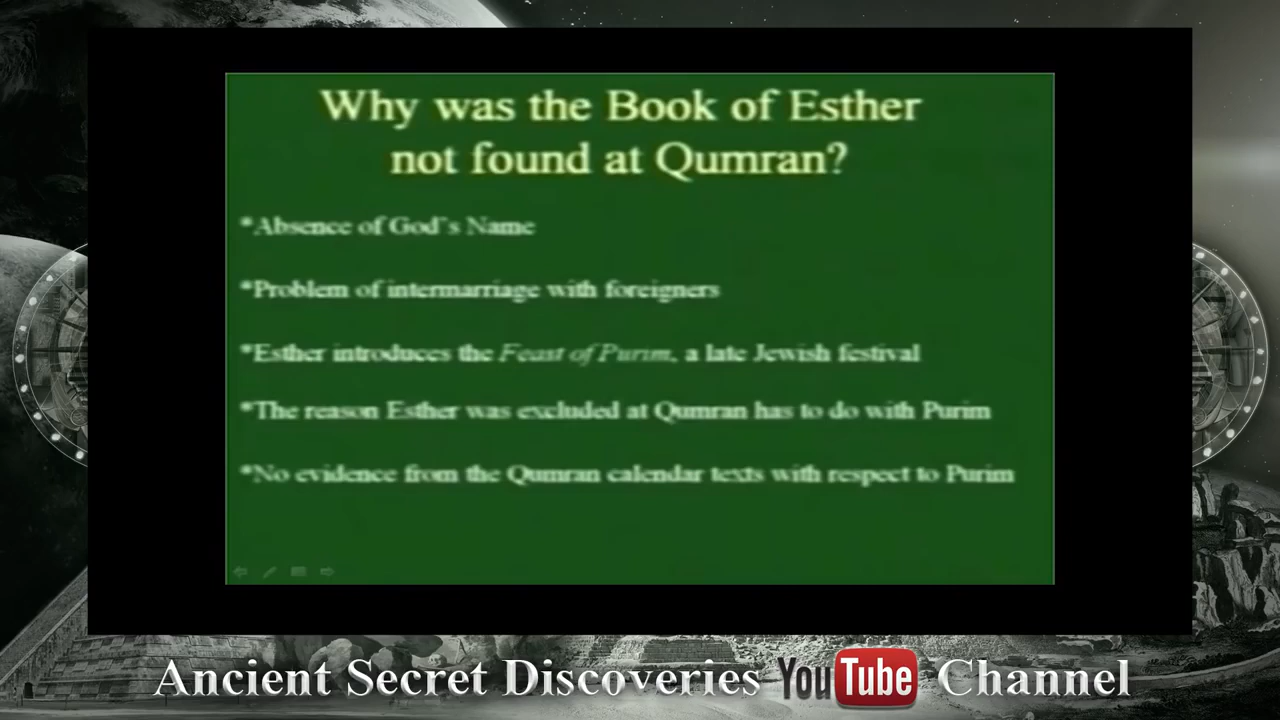 Why was the Book of Esther
not found at Qumran?
*Absence of God's Name
*Problem of intermarriage with foreigners
*Esther introduces the Feast of Purim, a late Jewish festival
*The reason Esther was excluded at Qumran has to do with Purim
*No evidence from the Qumran calendar texts with respect to Purim
Ancient Secret Discoveries YouTube Channel